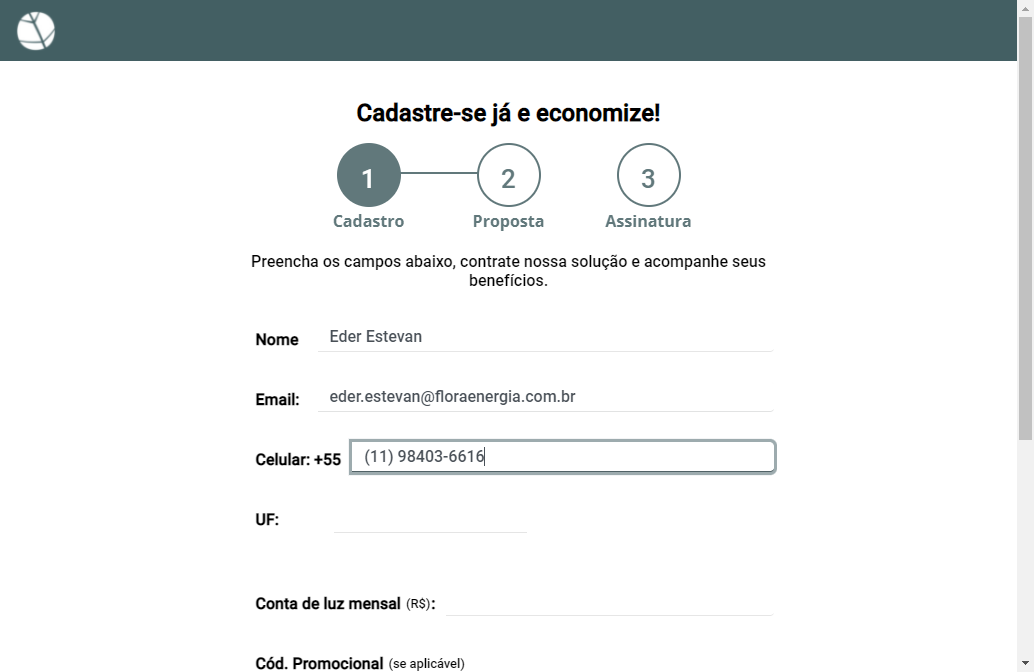 Cadastre-se já e economize!
1 2 3
Cadastro Proposta Assinatura
Preencha os campos abaixo, contrate nossa solução e acompanhe seus
benefícios.
Nome Eder Estevan
Email: eder.estevan@floraenergia.com.br
Celular: +55 (11) 98403-6616
UF:
Conta de luz mensal (R$):
Cód. Promocional (se aplicável)